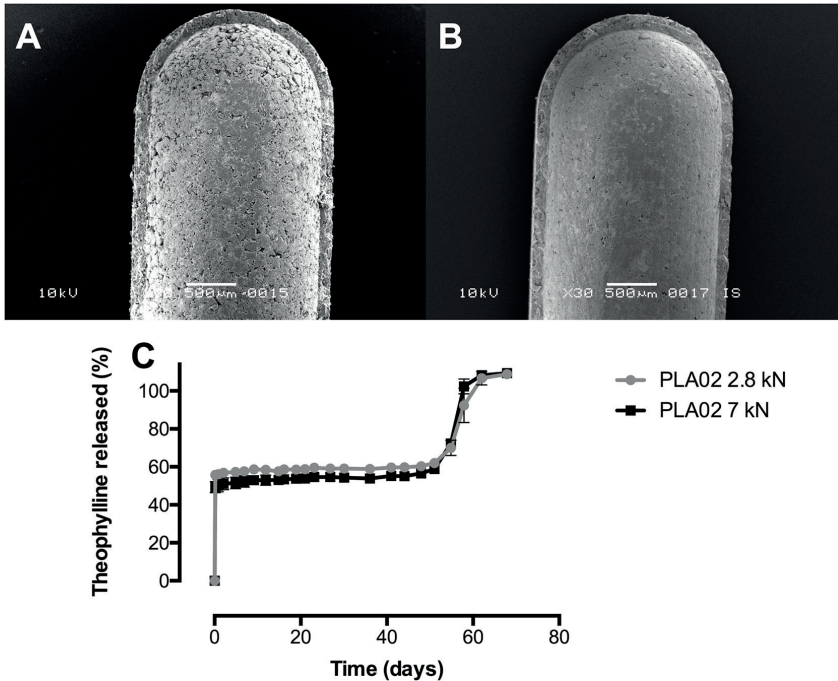 A
B
10kV
500µm 0015
10kV X30 500µm 0017 IS
C
Theophylline released (%)
100
80
60
40
20
0
0 20 40 60 80
Time (days)
PLA02 2.8 kN
PLA02 7 kN